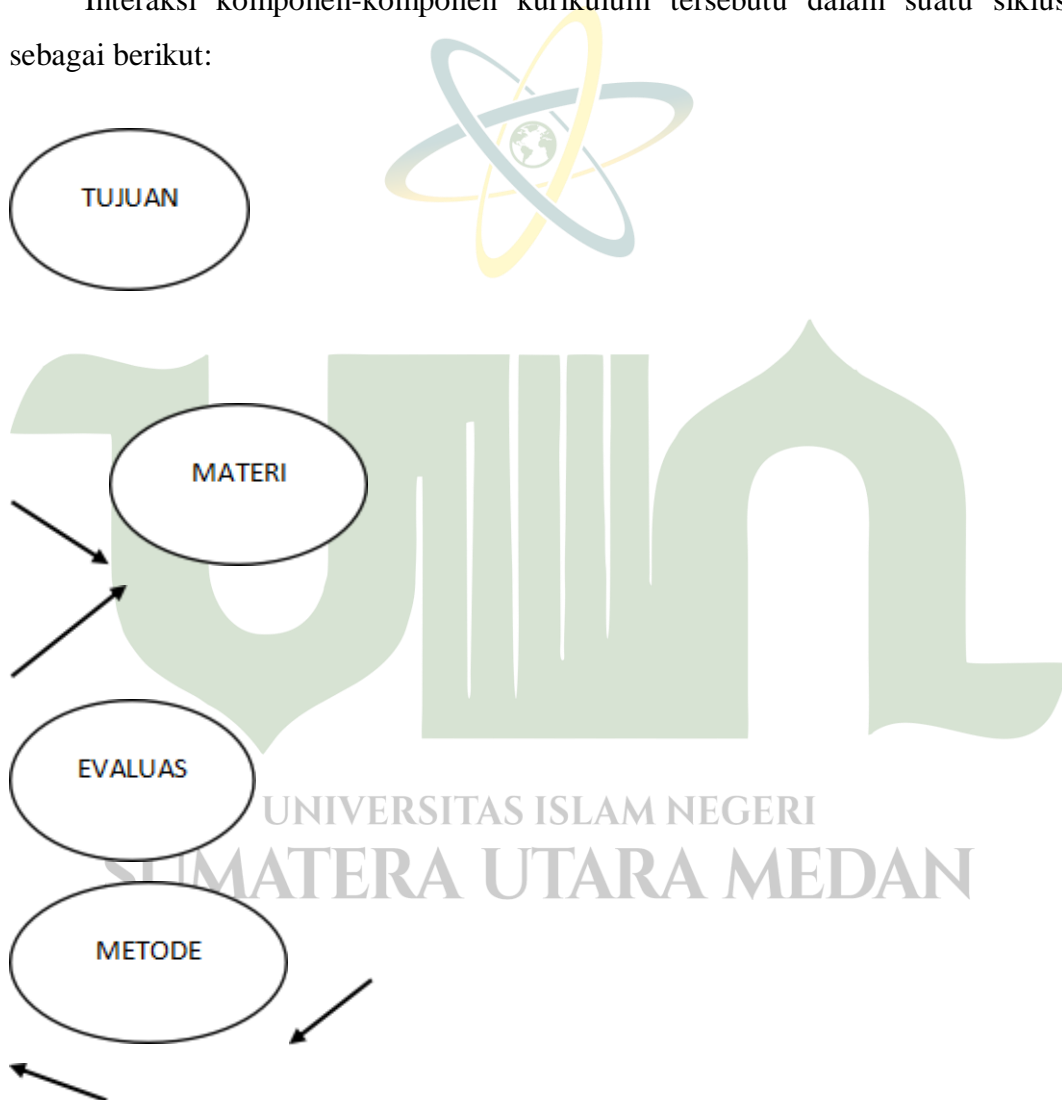 Interaksi komponen-komponen kurikulum tersebutu dalam suatu siklus
sebagai berikut:
TUJUAN
MATERI
EVALUAS
UNIVERSITAS ISLAM NEGERI
SUMATERA UTARA MEDAN
METODE